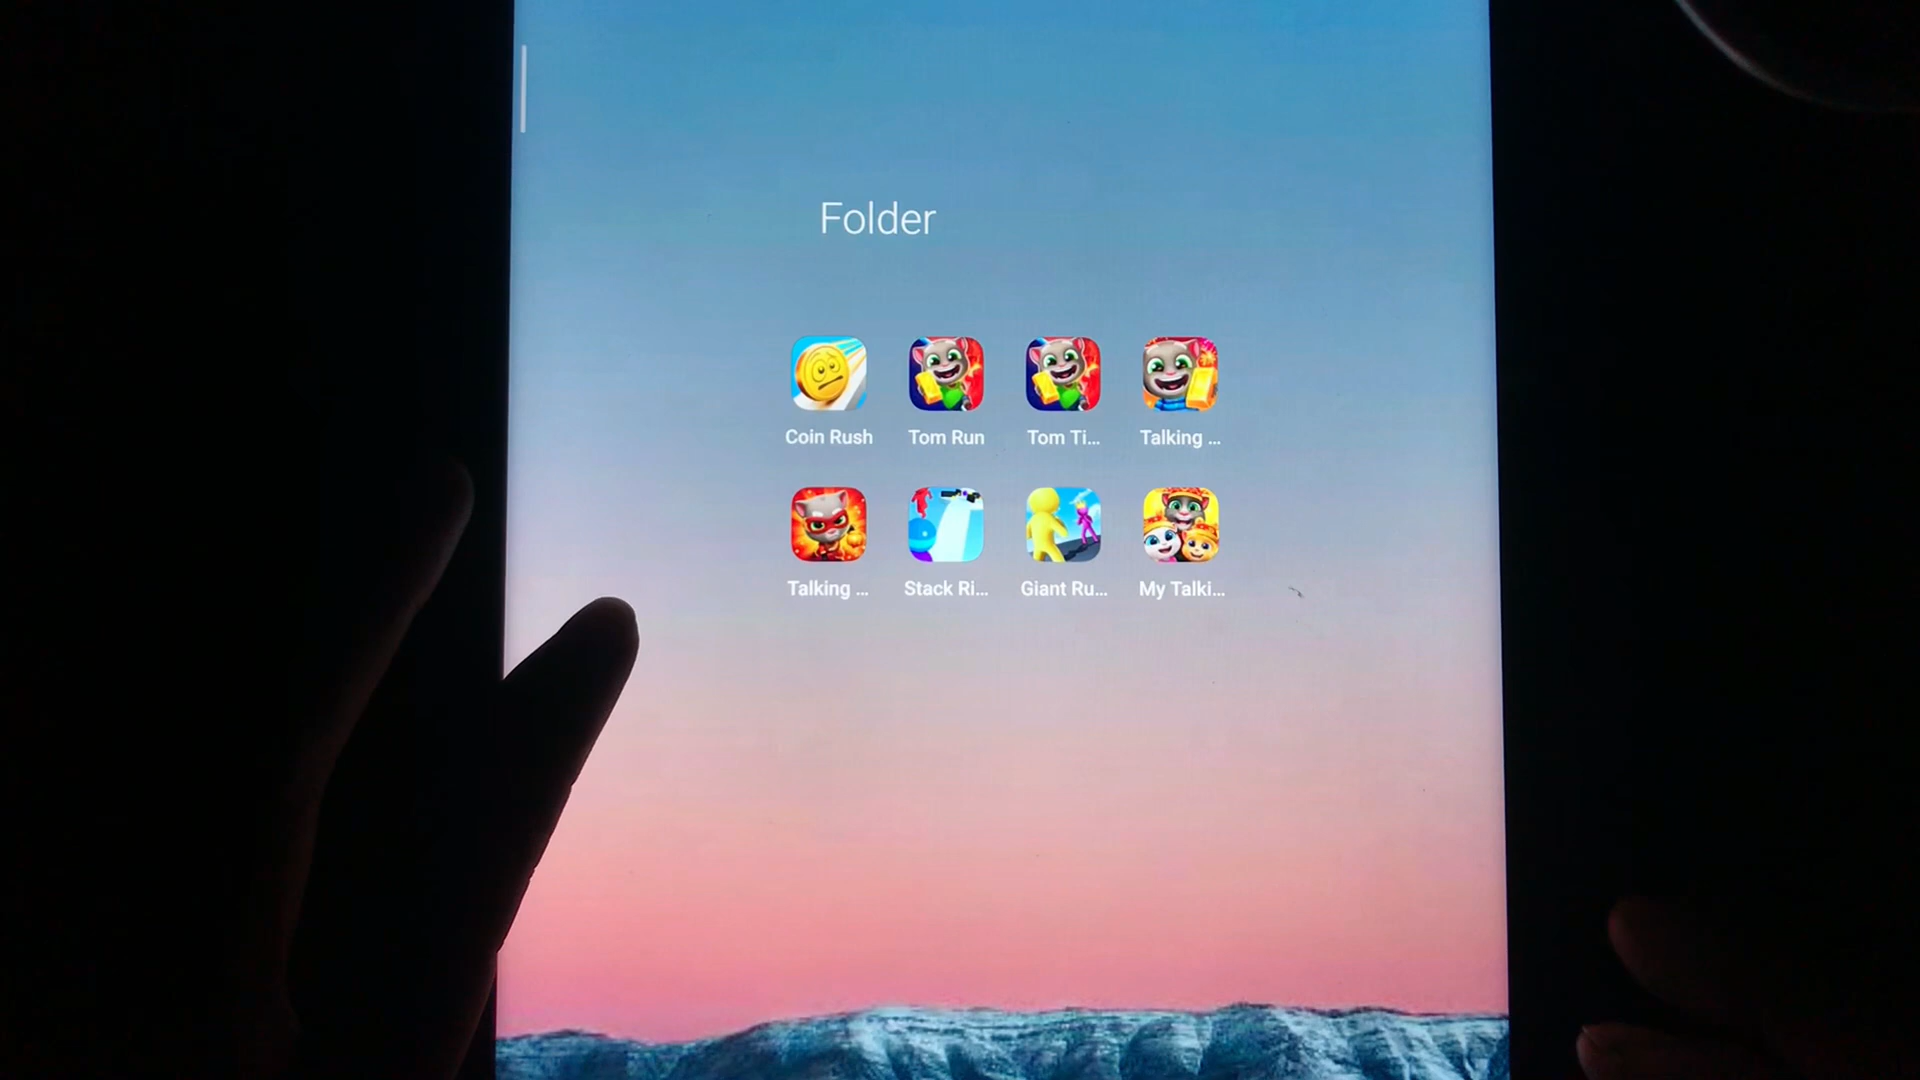 Folder
Coin Rush
Tom Run
Tom Ti...
Talking ...
Talking ...
Stack Ri...
Giant Ru...
My Talki...